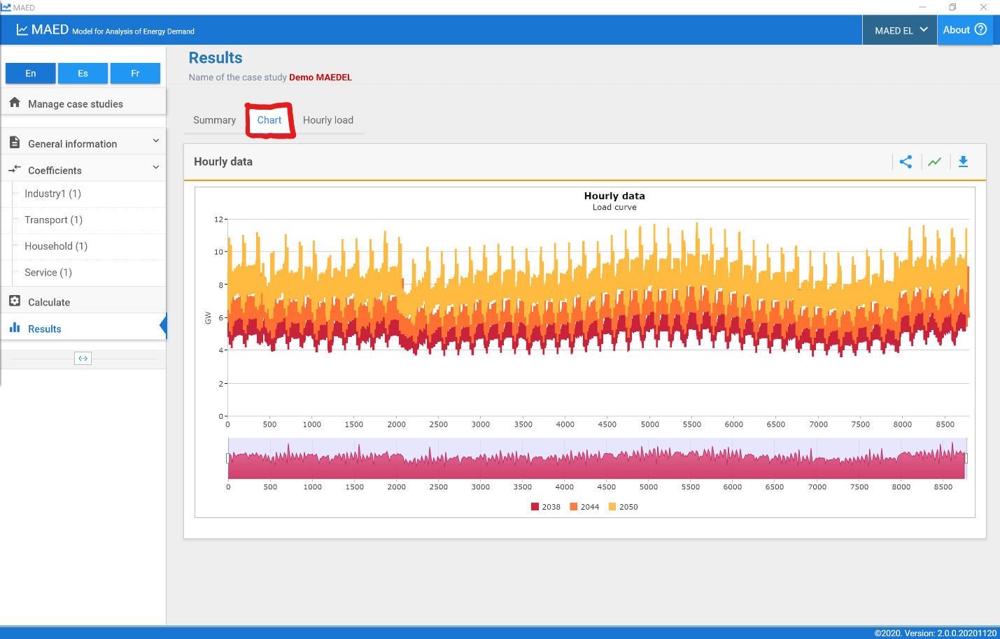 MAED
MAED Model for Analysis of Energy Demand
MAED EL
About
En Es Fr
Manage case studies
General information
Coefficients
Industry1 (1)
Transport (1)
Household (1)
Service (1)
Calculate
Results
Results
Name of the case study Demo MAEDEL
Summary Chart Hourly load
Hourly data
Hourly data
Load curve
12
10
8
6
4
2
0
GW
0 500 1000 1500 2000 2500 3000 3500 4000 4500 5000 5500 6000 6500 7000 7500 8000 8500
0 500 1000 1500 2000 2500 3000 3500 4000 4500 5000 5500 6000 6500 7000 7500 8000 8500
2038 2044 2050
©2020. Version: 2.0.0.20201120